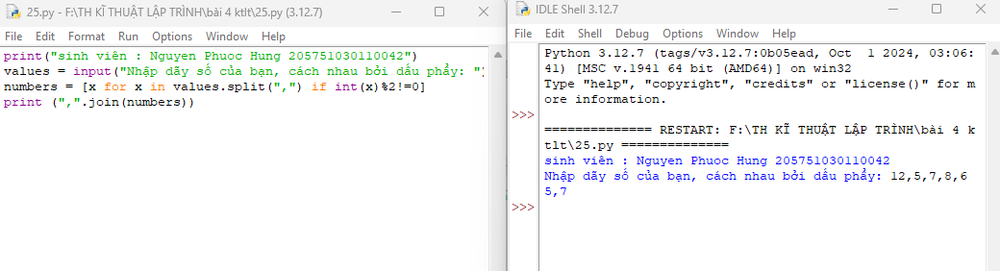 25.py - F:\TH KĨ THUẬT LẬP TRÌNH\bài 4 ktlt\25.py (3.12.7)
File Edit Format Run Options Window Help
print("sinh viên : Nguyen Phuoc Hung 205751030110042")
values = input("Nhập dãy số của bạn, cách nhau bởi dấu phẩy: ")
numbers = [x for x in values.split(",") if int(x)%2!=0]
print (",".join(numbers))
IDLE Shell 3.12.7
File Edit Shell Debug Options Window Help
Python 3.12.7 (tags/v3.12.7:0b05ead, Oct 1 2024, 03:06:
41) [MSC v.1941 64 bit (AMD64)] on win32
Type "help", "copyright", "credits" or "license()" for m
ore information.
>>>
============== RESTART: F:\TH KĨ THUẬT LẬP TRÌNH\bài 4 k
tlt\25.py ==============
sinh viên : Nguyen Phuoc Hung 205751030110042
Nhập dãy số của bạn, cách nhau bởi dấu phẩy: 12,5,7,8,6
5,7
>>>